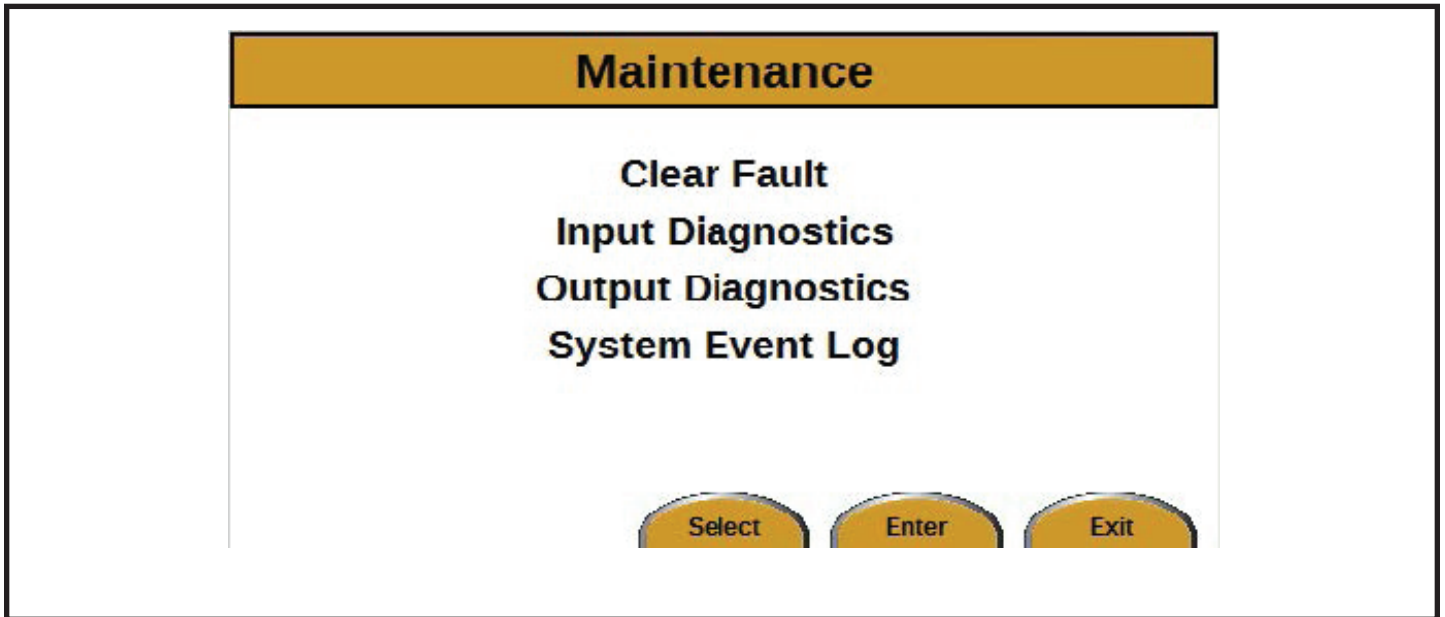 Maintenance
Clear Fault
Input Diagnostics
Output Diagnostics
System Event Log
Select Enter Exit